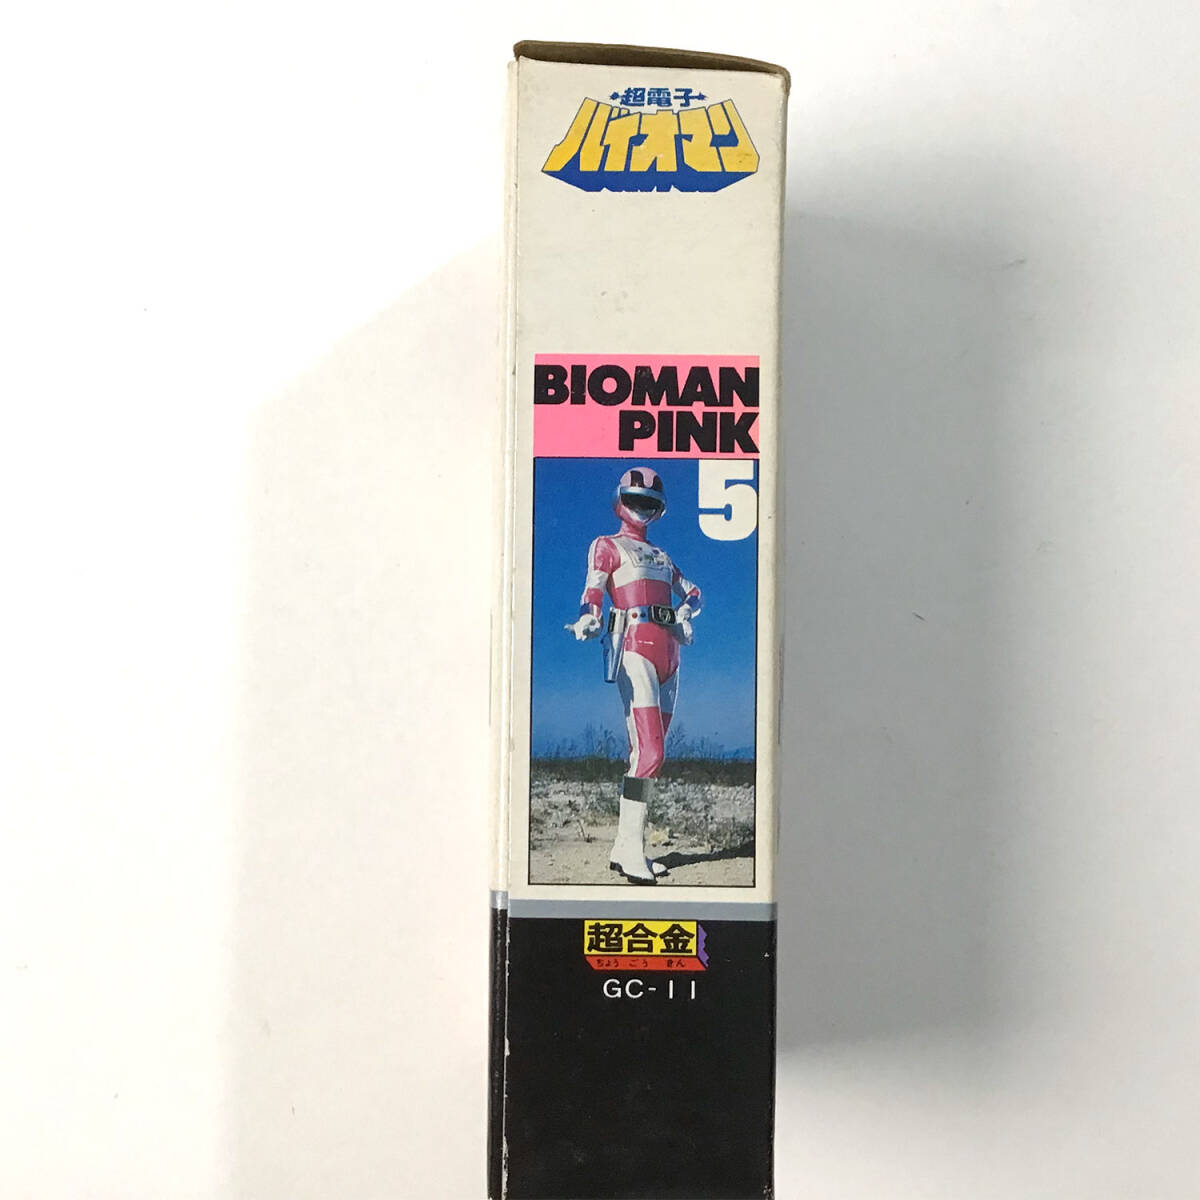 超電子
バイオマン
BIOMAN
PINK
5
超合金
ちょう ごう きん
GC-11